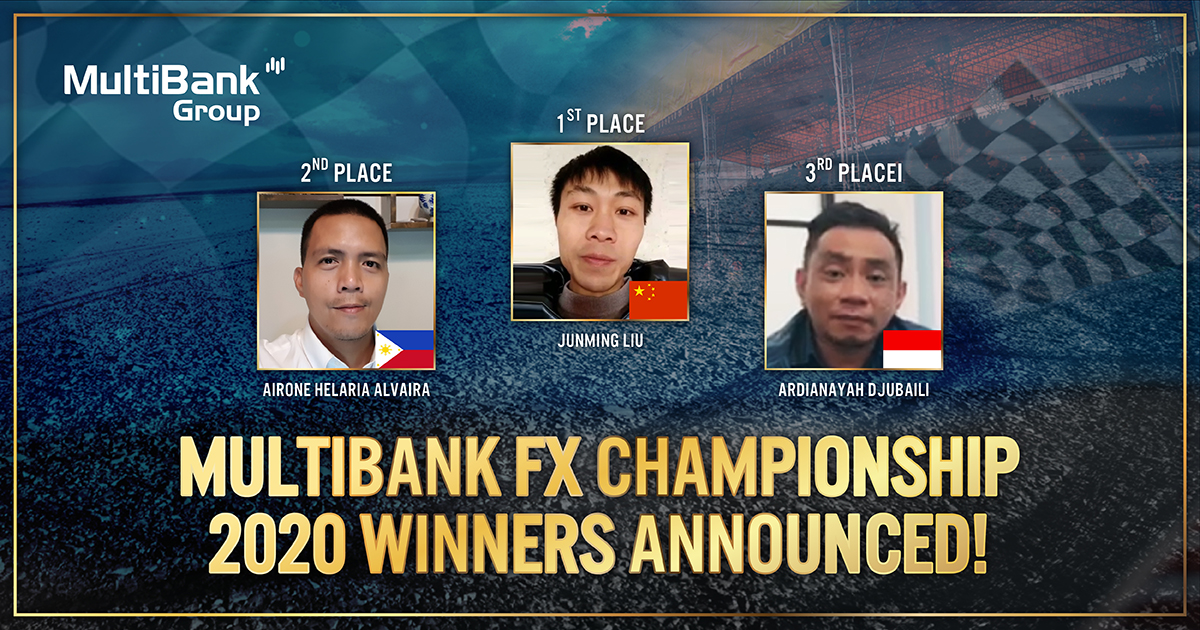 MultiBank
Group
1ST PLACE
2ND PLACE
3RD PLACEI
JUNMING LIU
AIRONE HELARIA ALVAIRA
ARDIANAYAH DJUBAILI
MULTIBANK FX CHAMPIONSHIP
2020 WINNERS ANNOUNCED!